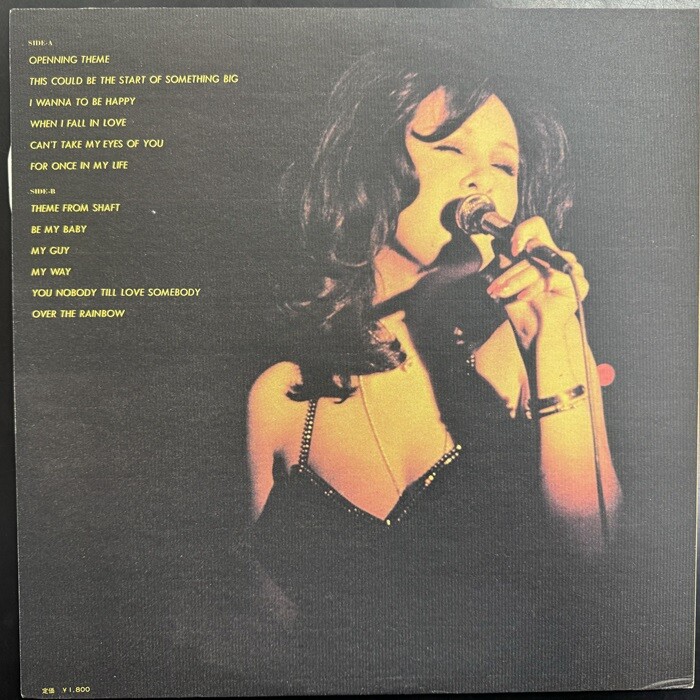 SIDE-A
OPENNING THEME
THIS COULD BE THE START OF SOMETHING BIG
I WANNA TO BE HAPPY
WHEN I FALL IN LOVE
CAN'T TAKE MY EYES OF YOU
FOR ONCE IN MY LIFE
SIDE-B
THEME FROM SHAFT
BE MY BABY
MY GUY
MY WAY
YOU NOBODY TILL LOVE SOMEBODY
OVER THE RAINBOW
定価 ¥1,800